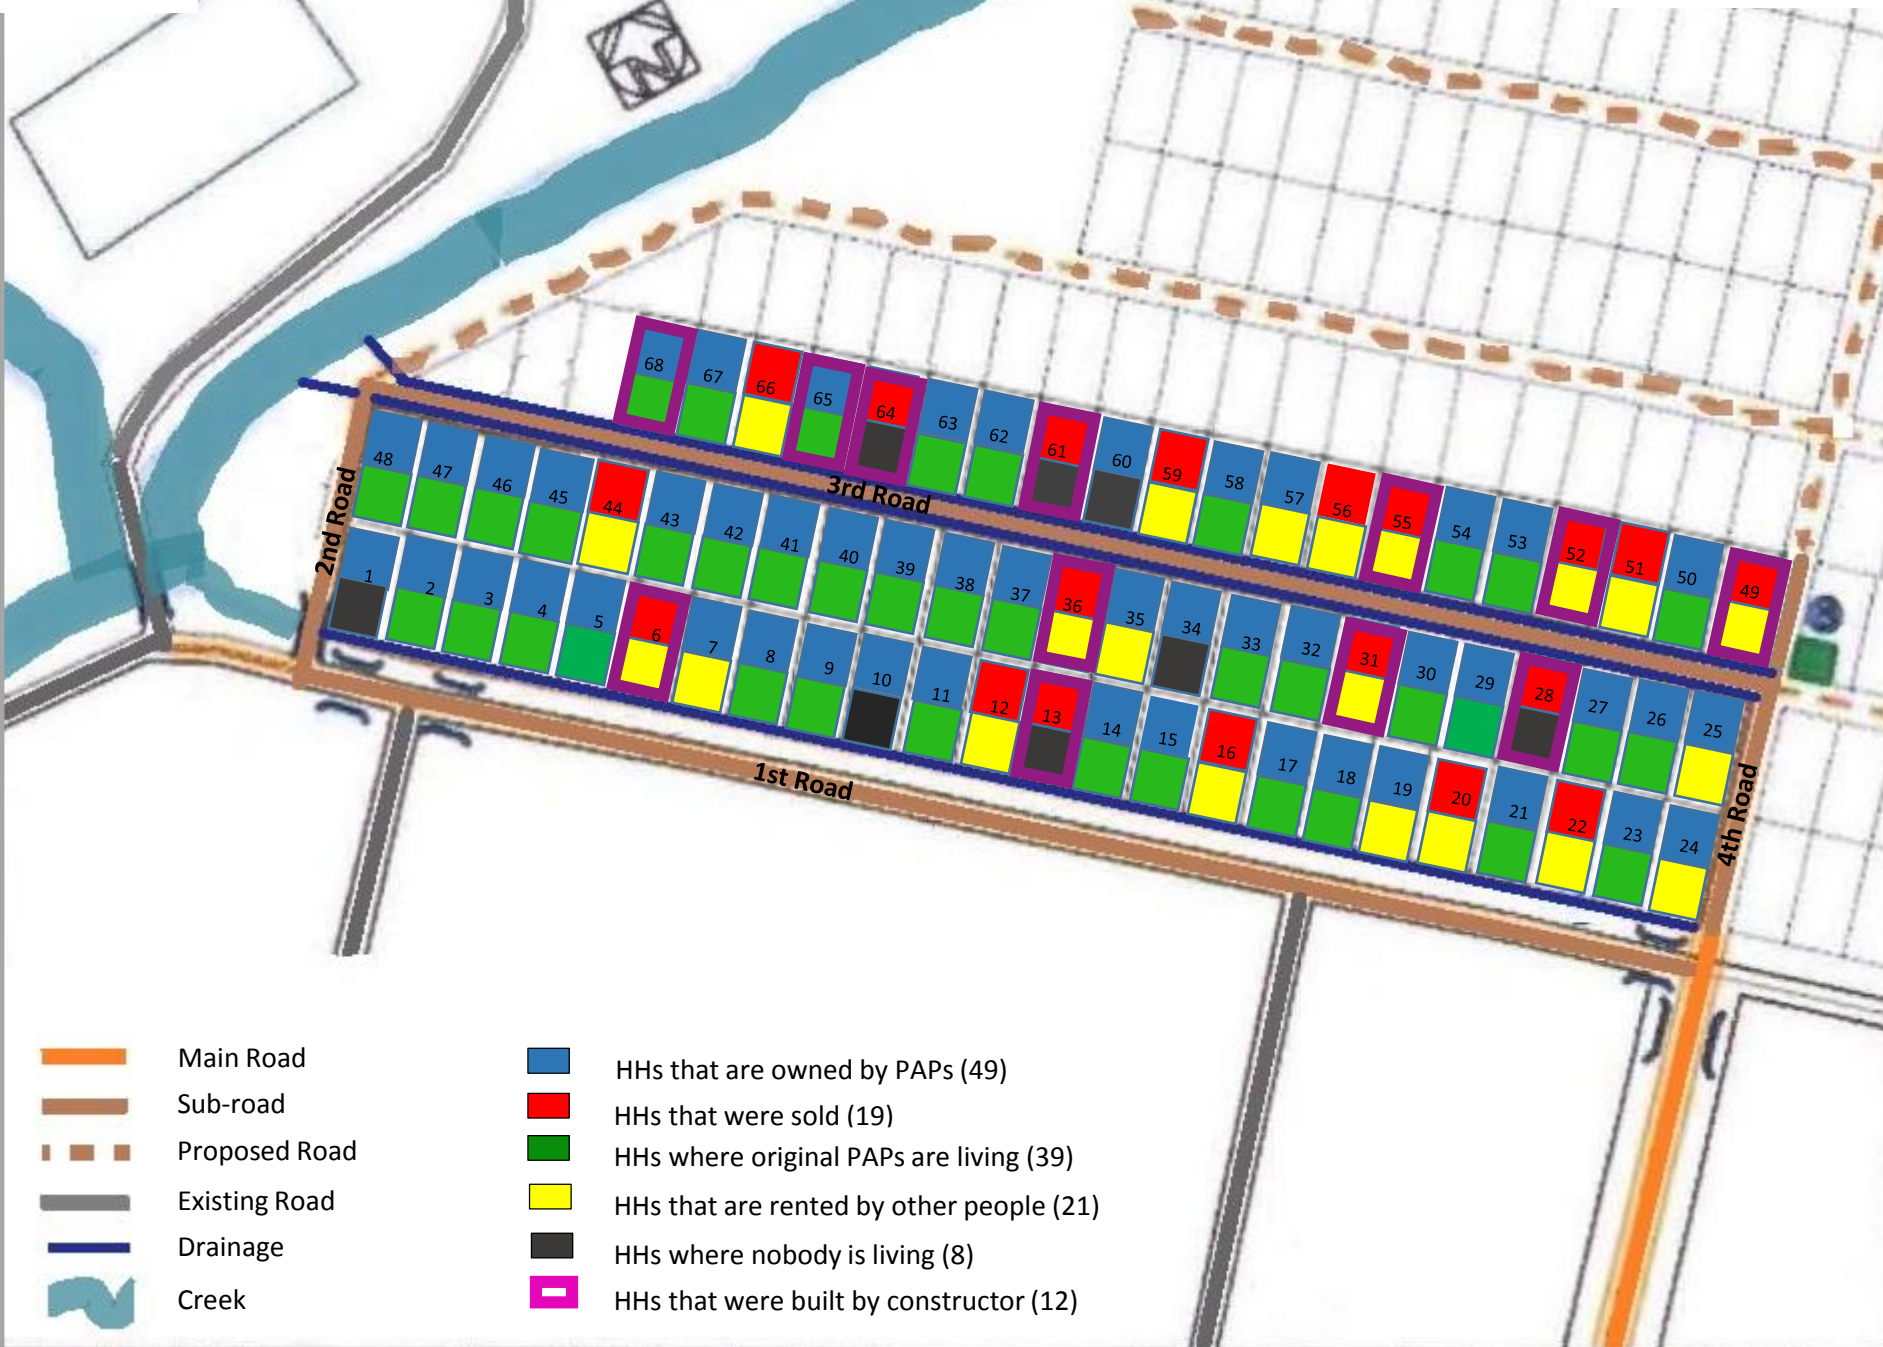 N
68 67 66 65 64 63 62 61 60 59 58 57 56 55 54 53 52 51 50 49
3rd Road
2nd Road
48 47 46 45 44 43 42 41 40 39 38 37 36 35 34 33 32 31 30 29 28 27 26 25
1 2 3 4 5 6 7 8 9 10 11 12 13 14 15 16 17 18 19 20 21 22 23 24
4th Road
1st Road
Main Road
Sub-road
Proposed Road
Existing Road
Drainage
Creek
HHs that are owned by PAPs (49)
HHs that were sold (19)
HHs where original PAPs are living (39)
HHs that are rented by other people (21)
HHs where nobody is living (8)
HHs that were built by constructor (12)